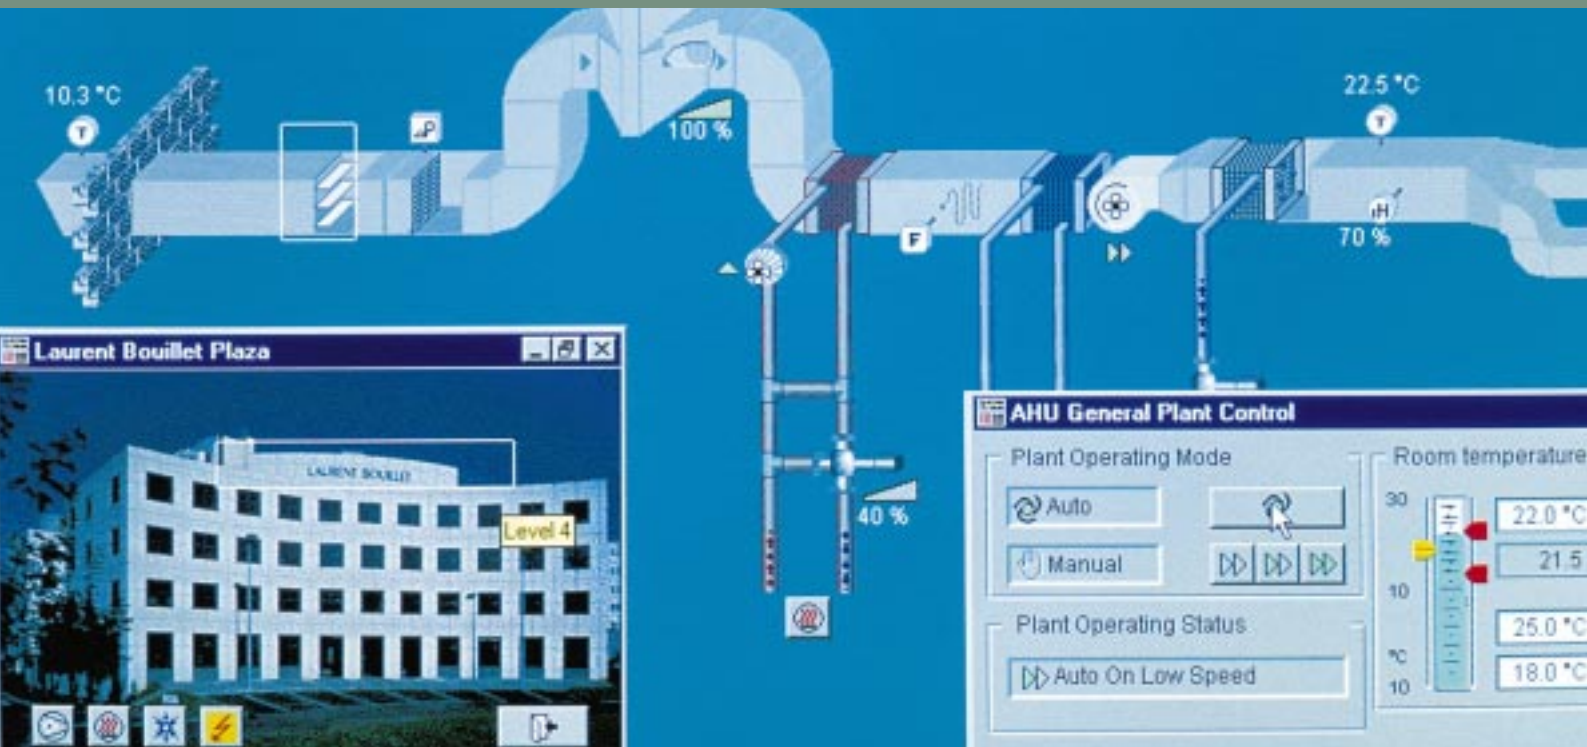 10.3 °C
T
P
100 %
22.5 °C
T
F
H
70 %
40 %
Laurent Bouillet Plaza
LAURENT BOUILLET
Level 4
AHU General Plant Control
Plant Operating Mode
Auto
Manual
Plant Operating Status
Auto On Low Speed
Room temperature
30
22.0 °C
21.5
10
25.0 °C
°C
18.0 °C
10